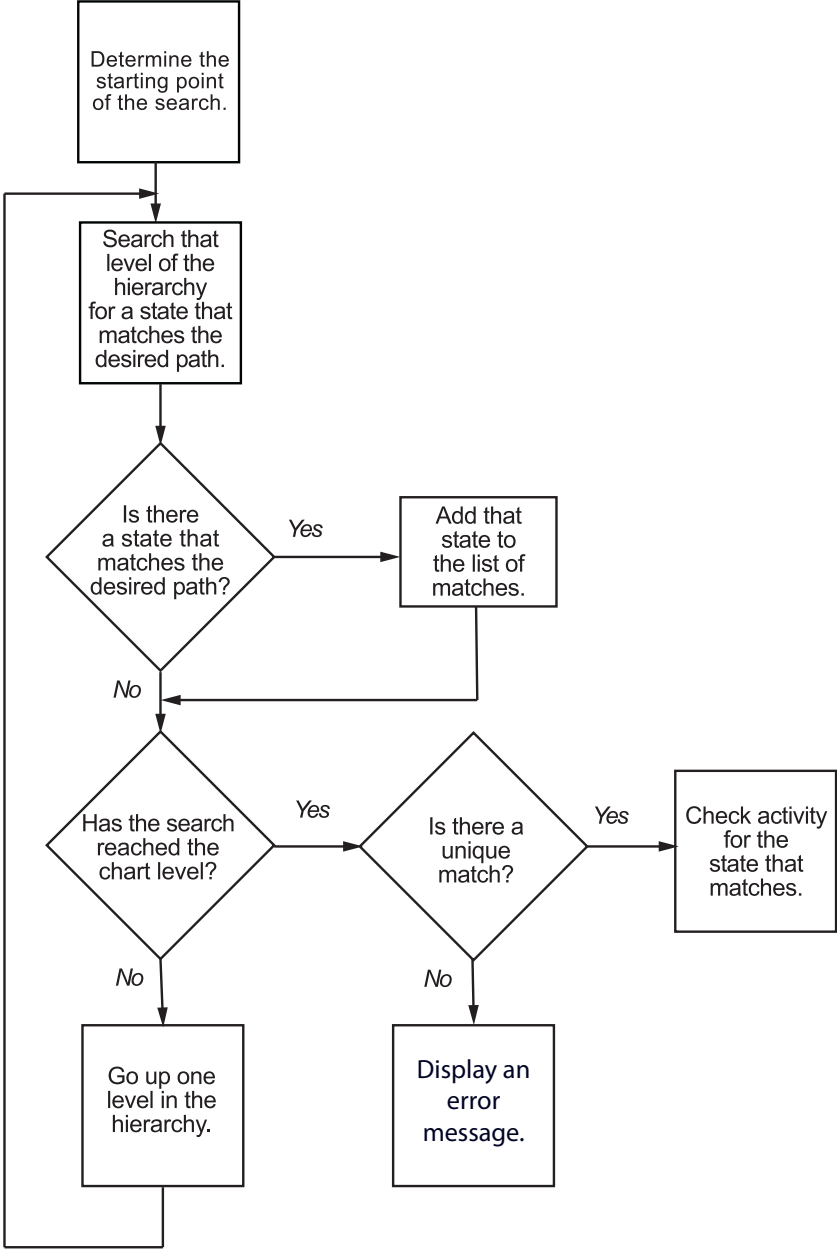 Determine the
starting point
of the search.
Search that
level of the
hierarchy
for a state that
matches the
desired path.
Is there
a state that
matches the
desired path?
Yes
Add that
state to
the list of
matches.
No
Has the search
reached the
chart level?
Yes
Is there a
unique
match?
Yes
Check activity
for the
state that
matches.
No
Go up one
level in the
hierarchy.
No
Display an
error
message.